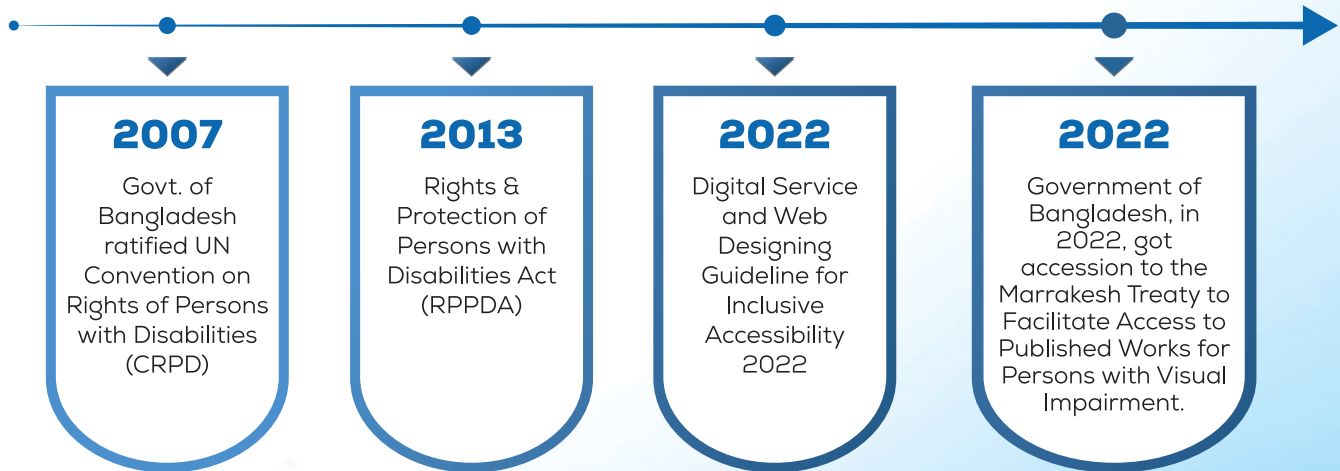 2007
Govt. of
Bangladesh
ratified UN
Convention on
Rights of Persons
with Disabilities
(CRPD)
2013
Rights &
Protection of
Persons with
Disabilities Act
(RPPDA)
2022
Digital Service
and Web
Designing
Guideline for
Inclusive
Accessibility
2022
2022
Government of
Bangladesh, in
2022, got
accession to the
Marrakesh Treaty to
Facilitate Access to
Published Works for
Persons with Visual
Impairment.